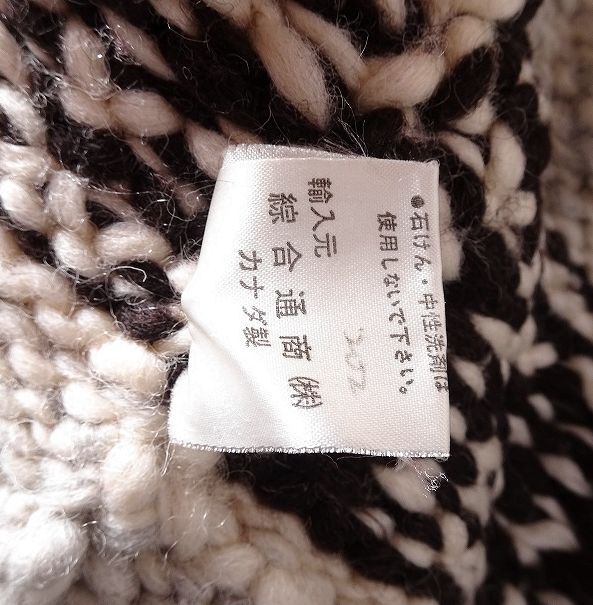 ●石けん・中性洗剤は
使用しないで下さい。
輸入元
綜合通商㈱
カナダ製